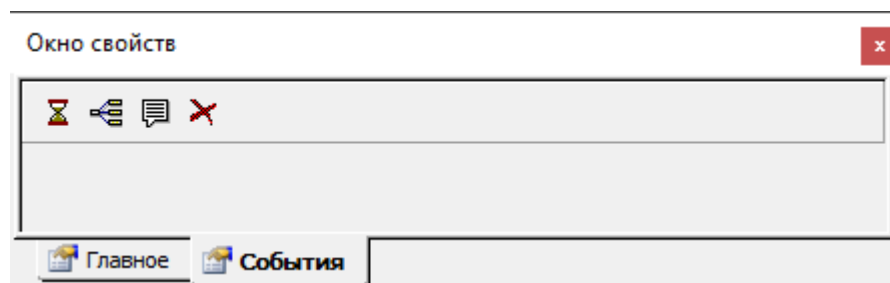 Окно свойств
x
Главное
События